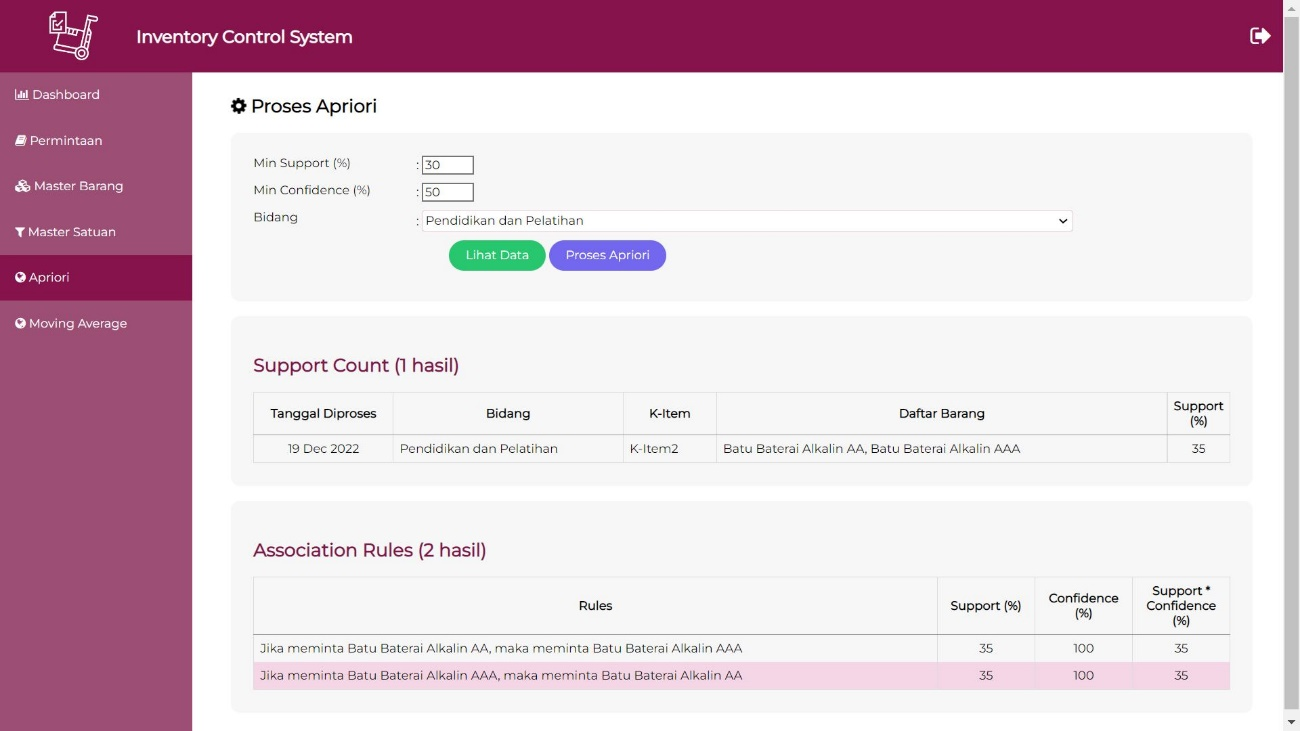 Inventory Control System
Dashboard
Permintaan
Master Barang
Master Satuan
Apriori
Moving Average
Proses Apriori
Min Support (%) : 30
Min Confidence (%) : 50
Bidang : Pendidikan dan Pelatihan
Lihat Data Proses Apriori
Support Count (1 hasil)
Tanggal Diproses Bidang K-Item Daftar Barang Support (%)
19 Dec 2022 Pendidikan dan Pelatihan K-Item2 Batu Baterai Alkalin AA, Batu Baterai Alkalin AAA 35
Association Rules (2 hasil)
Rules Support (%) Confidence (%) Support * Confidence (%)
Jika meminta Batu Baterai Alkalin AA, maka meminta Batu Baterai Alkalin AAA 35 100 35
Jika meminta Batu Baterai Alkalin AAA, maka meminta Batu Baterai Alkalin AA 35 100 35